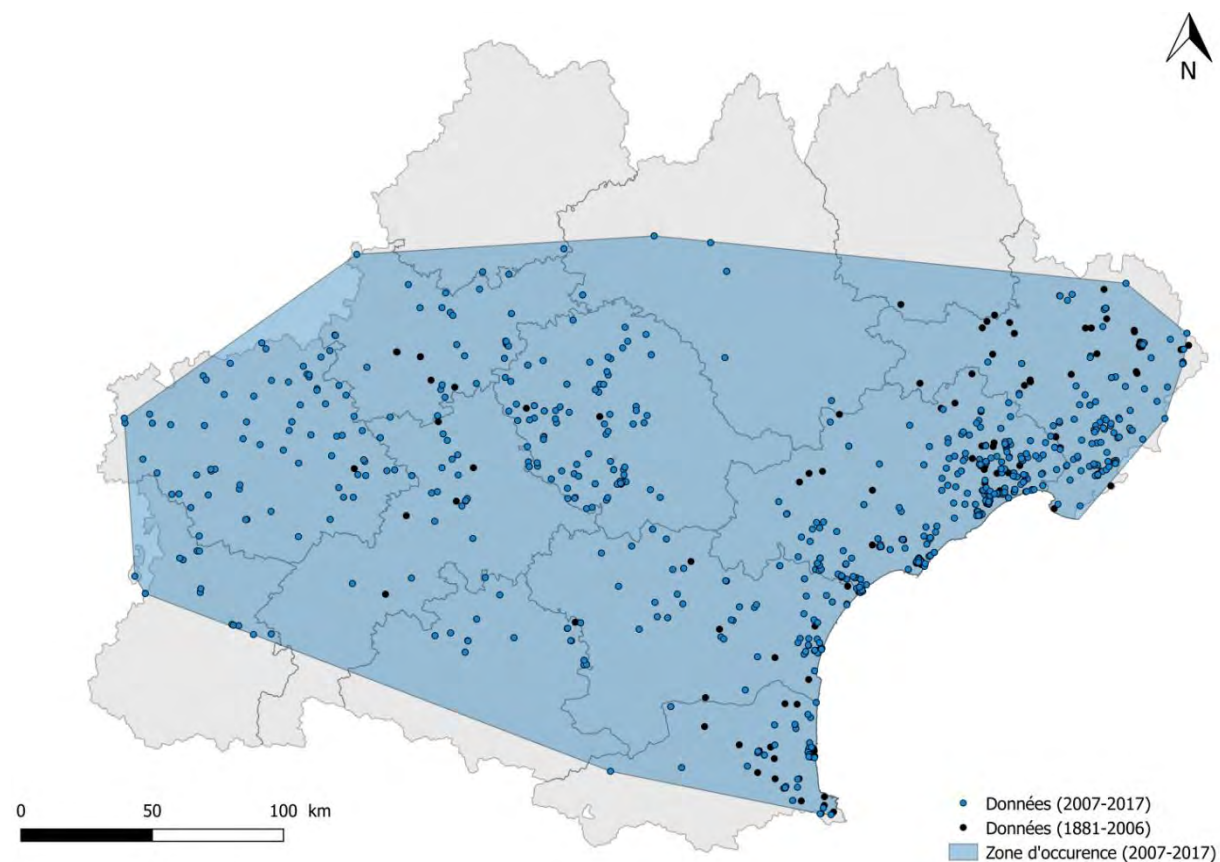 N
0 50 100 km
Données (2007-2017)
Données (1881-2006)
Zone d'occurence (2007-2017)